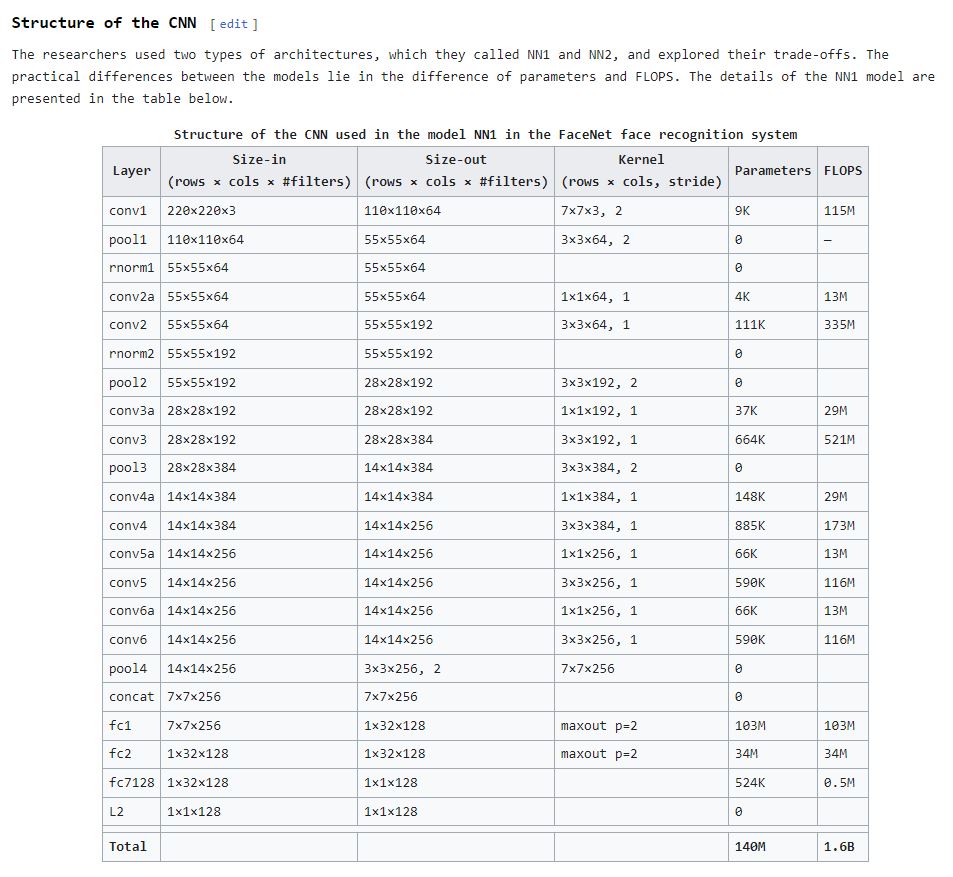 Structure of the CNN [ edit ]
The researchers used two types of architectures, which they called NN1 and NN2, and explored their trade-offs. The
practical differences between the models lie in the difference of parameters and FLOPS. The details of the NN1 model are
presented in the table below.
Structure of the CNN used in the model NN1 in the FaceNet face recognition system
Layer Size-in (rows × cols × #filters) Size-out (rows × cols × #filters) Kernel (rows × cols, stride) Parameters FLOPS
conv1 220×220×3 110×110×64 7×7×3, 2 9K 115M
pool1 110×110×64 55×55×64 3×3×64, 2 0 —
rnorm1 55×55×64 55×55×64 0
conv2a 55×55×64 55×55×64 1×1×64, 1 4K 13M
conv2 55×55×64 55×55×192 3×3×64, 1 111K 335M
rnorm2 55×55×192 55×55×192 0
pool2 55×55×192 28×28×192 3×3×192, 2 0
conv3a 28×28×192 28×28×192 1×1×192, 1 37K 29M
conv3 28×28×192 28×28×384 3×3×192, 1 664K 521M
pool3 28×28×384 14×14×384 3×3×384, 2 0
conv4a 14×14×384 14×14×384 1×1×384, 1 148K 29M
conv4 14×14×384 14×14×256 3×3×384, 1 885K 173M
conv5a 14×14×256 14×14×256 1×1×256, 1 66K 13M
conv5 14×14×256 14×14×256 3×3×256, 1 590K 116M
conv6a 14×14×256 14×14×256 1×1×256, 1 66K 13M
conv6 14×14×256 14×14×256 3×3×256, 1 590K 116M
pool4 14×14×256 3×3×256, 2 7×7×256 0
concat 7×7×256 7×7×256 0
fc1 7×7×256 1×32×128 maxout p=2 103M 103M
fc2 1×32×128 1×32×128 maxout p=2 34M 34M
fc7128 1×32×128 1×1×128 524K 0.5M
L2 1×1×128 1×1×128 0
Total 140M 1.6B